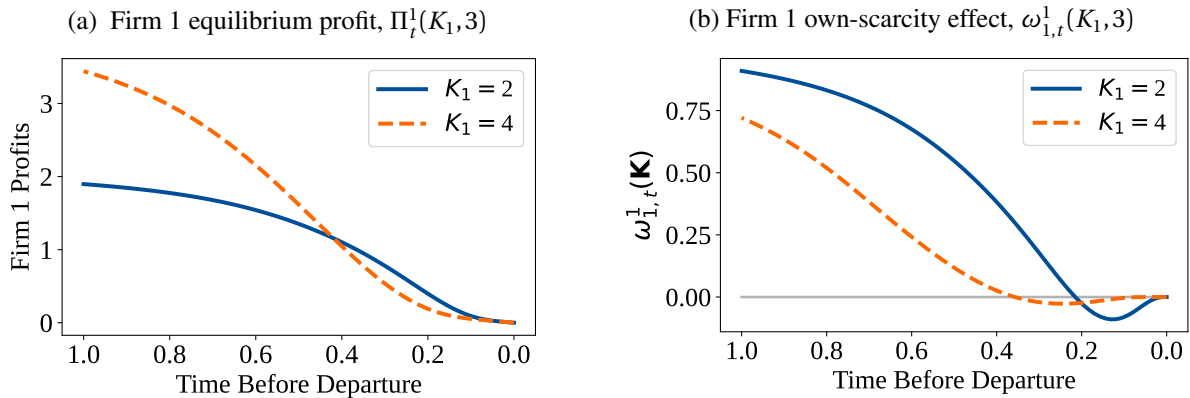 (a) Firm 1 equilibrium profit, Π¹ₜ(K₁,3)
Firm 1 Profits
3
2
1
0
K₁ = 2
K₁ = 4
1.0 0.8 0.6 0.4 0.2 0.0
Time Before Departure
(b) Firm 1 own-scarcity effect, ω¹₁,ₜ(K₁,3)
ω¹₁,ₜ(K)
0.75
0.50
0.25
0.00
K₁ = 2
K₁ = 4
1.0 0.8 0.6 0.4 0.2 0.0
Time Before Departure